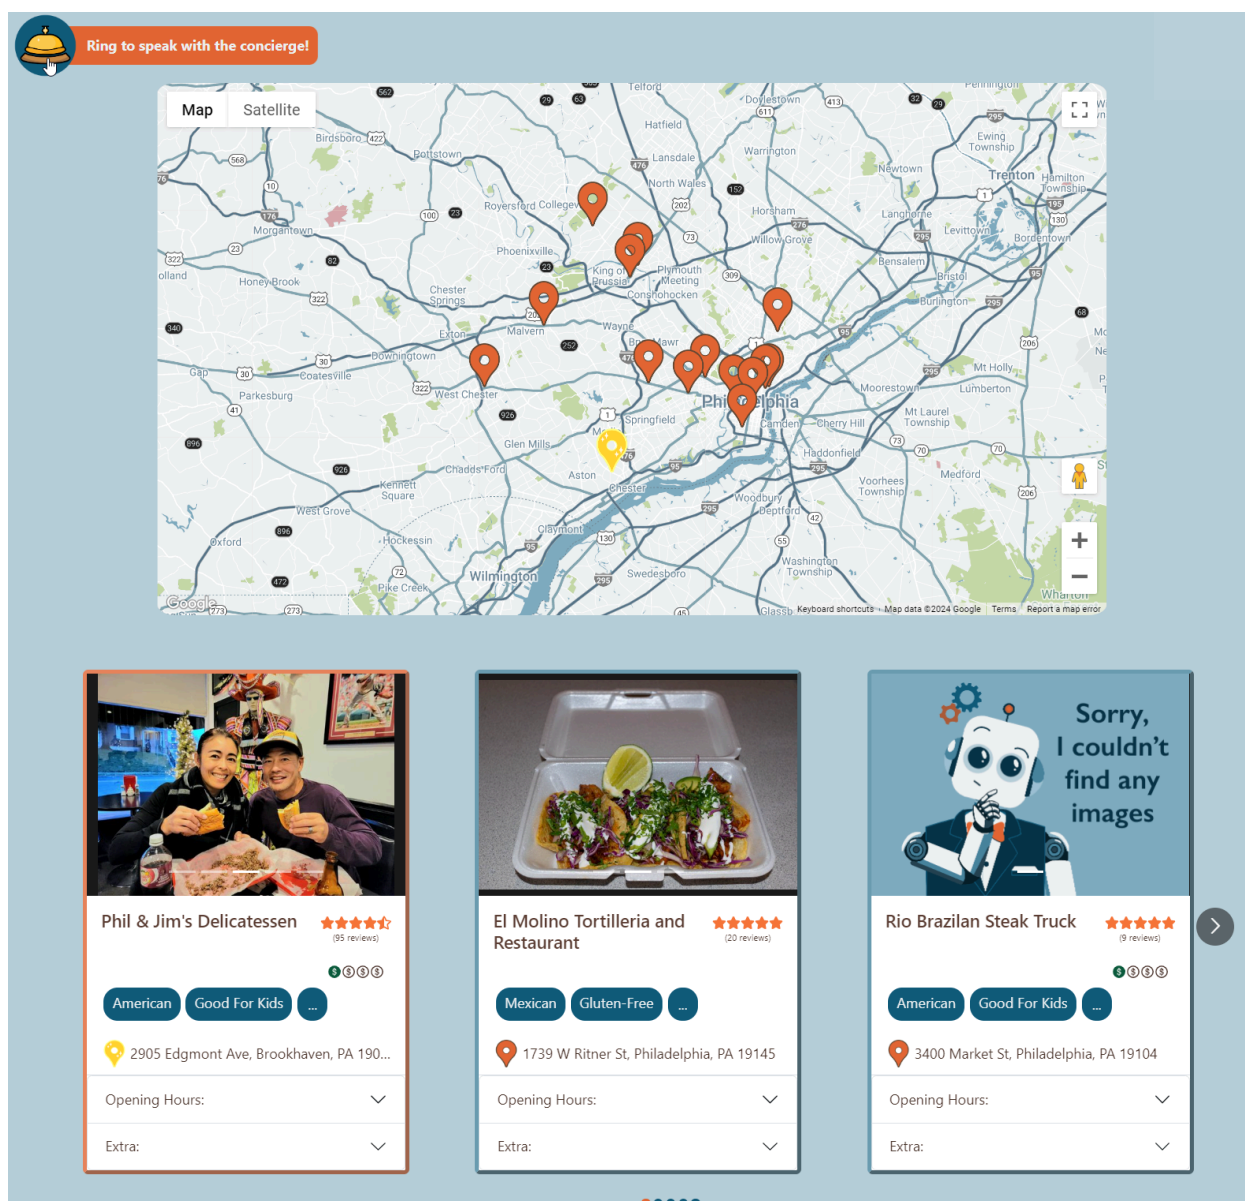 Ring to speak with the concierge!
Map
Satellite
Telford
Pennington
Doylestown
Birdsboro
Hatfield
Ewing
Township
Pottstown
Lansdale
Warrington
Newtown
Trenton
Hamilton
Township
North Wales
Royersford
Horsham
Langhorne
Morgantown
Levittown
Willow Grove
Bordentown
Phoenixville
Bensalem
King of
Prussia
Plymouth
Meeting
Bristol
Honey Brook
Chester
Springs
Conshohocken
Burlington
Malvern
Wayne
Exton
Downingtown
Gap
Coatesville
Mt Holly
Parkesburg
West Chester
Moorestown
Lumberton
Mt Laurel
Township
Springfield
Camden
Cherry Hill
Glen Mills
Haddonfield
Chadds Ford
Aston
Voorhees
Township
Medford
Kennett
Square
Chester
Woodbury
West Grove
Deptford
Claymont
Oxford
Hockessin
Washington
Township
Wilmington
Swedesboro
Pike Creek
Google
Keyboard shortcuts
Map data ©2024 Google
Terms
Report a map error
Sorry,
I couldn't
find any
images
Phil & Jim's Delicatessen
(95 reviews)
American
Good For Kids
...
2905 Edgmont Ave, Brookhaven, PA 190...
Opening Hours:
Extra:
El Molino Tortilleria and
Restaurant
(20 reviews)
Mexican
Gluten-Free
...
1739 W Ritner St, Philadelphia, PA 19145
Opening Hours:
Extra:
Rio Brazilan Steak Truck
(9 reviews)
American
Good For Kids
...
3400 Market St, Philadelphia, PA 19104
Opening Hours:
Extra: